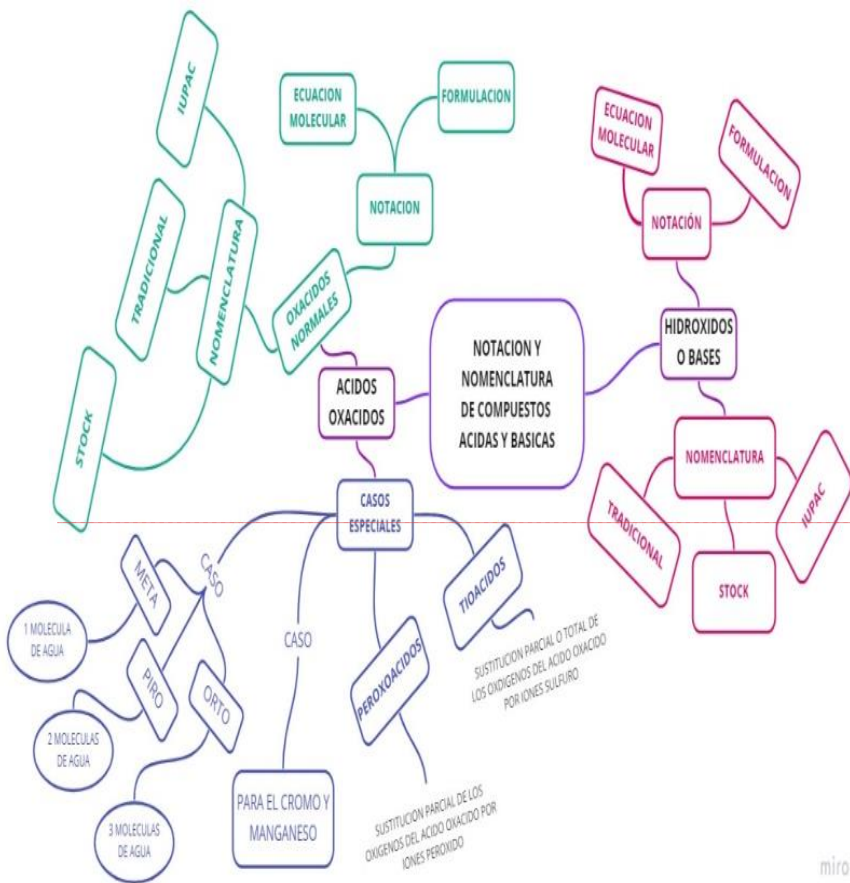 NOTACION Y
NOMENCLATURA
DE COMPUESTOS
ACIDAS Y BASICAS
ACIDOS
OXACIDOS
OXACIDOS
NORMALES
NOTACION
ECUACION
MOLECULAR
FORMULACION
NOMENCLATURA
IUPAC
TRADICIONAL
STOCK
HIDROXIDOS
O BASES
NOTACIÓN
ECUACION
MOLECULAR
FORMULACION
NOMENCLATURA
TRADICIONAL
STOCK
IUPAC
CASOS
ESPECIALES
CASO
META
1 MOLECULA
DE AGUA
PIRO
2 MOLECULAS
DE AGUA
ORTO
3 MOLECULAS
DE AGUA
CASO
PARA EL CROMO Y
MANGANESO
PEROXOACIDOS
SUSTITUCION PARCIAL DE LOS
OXIGENOS DEL ACIDO OXACIDO POR
IONES PEROXIDO
TIOACIDOS
SUSTITUCION PARCIAL O TOTAL DE
LOS OXDIGENOS DEL ACIDO OXACIDO
POR IONES SULFURO
miro